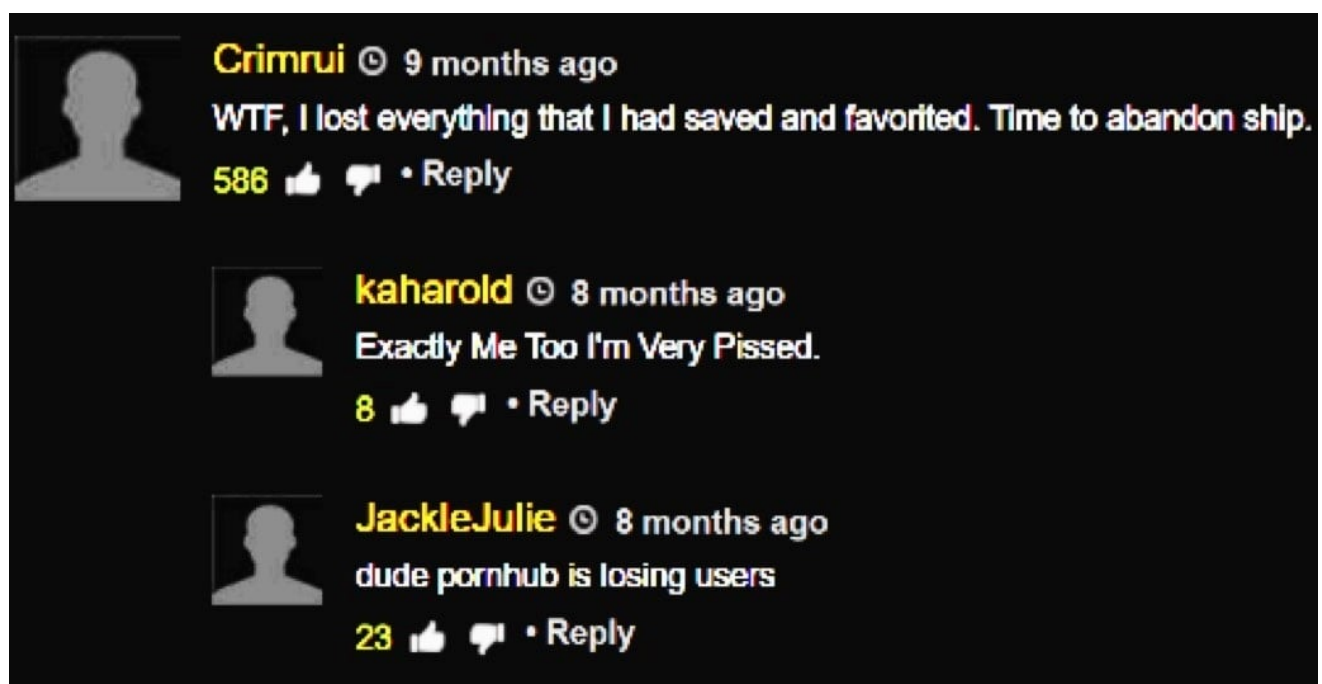 Crimrui 9 months ago
WTF, I lost everything that I had saved and favorited. Time to abandon ship.
586 • Reply
kaharold 8 months ago
Exactly Me Too I'm Very Pissed.
8 • Reply
JackleJulie 8 months ago
dude pornhub is losing users
23 • Reply